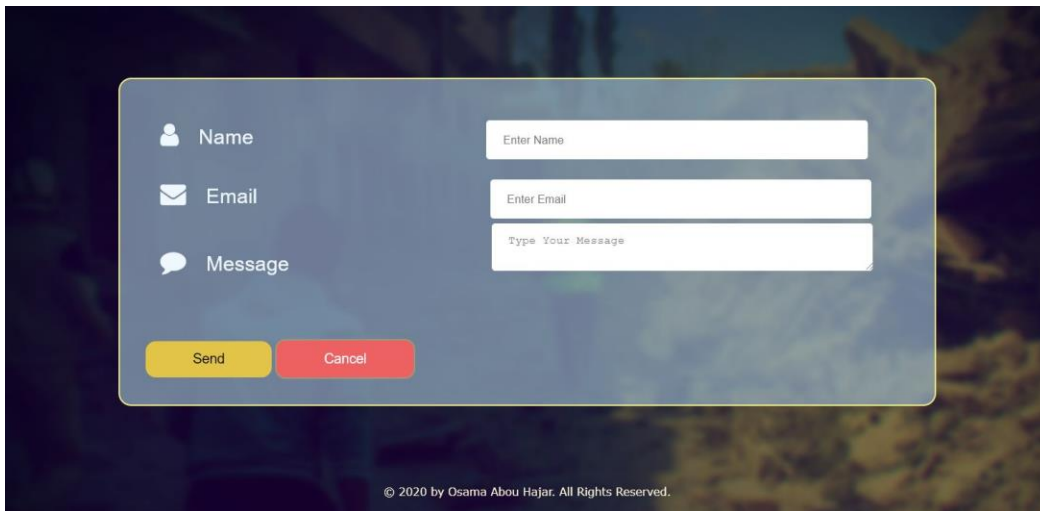 Name
Enter Name
Email
Enter Email
Type Your Message
Message
Send
Cancel
© 2020 by Osama Abou Hajar. All Rights Reserved.